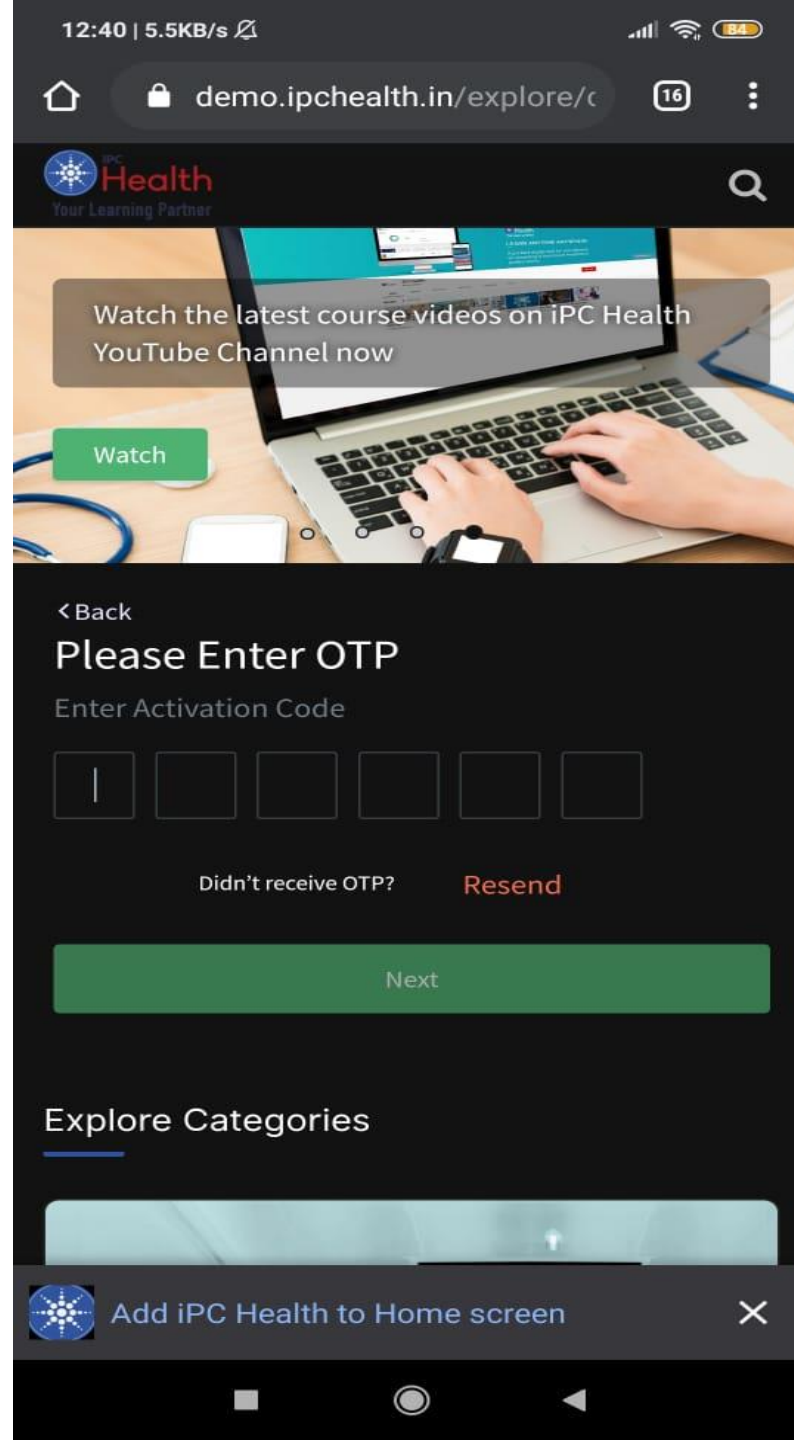 12:40 | 5.5KB/s
84
demo.ipchealth.in/explore/c
16
iPC
Health
Your Learning Partner
Watch the latest course videos on iPC Health
YouTube Channel now
Watch
<Back
Please Enter OTP
Enter Activation Code
Didn't receive OTP?
Resend
Next
Explore Categories
Add iPC Health to Home screen